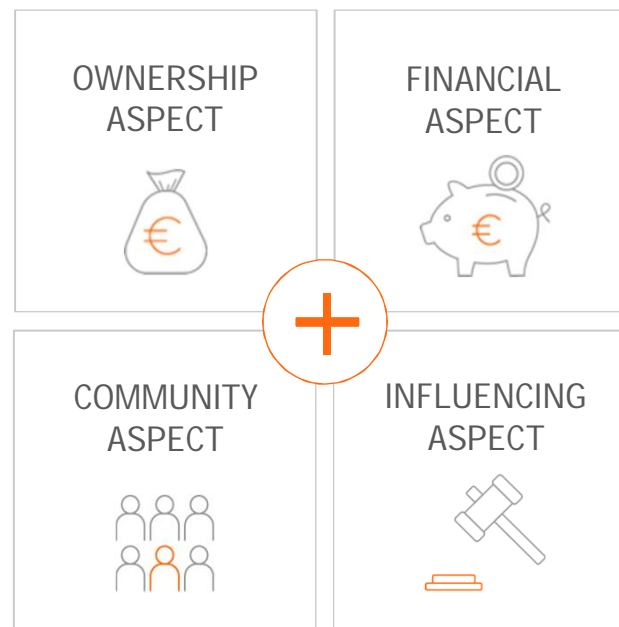 OWNERSHIP
ASPECT
€
FINANCIAL
ASPECT
€
COMMUNITY
ASPECT
INFLUENCING
ASPECT